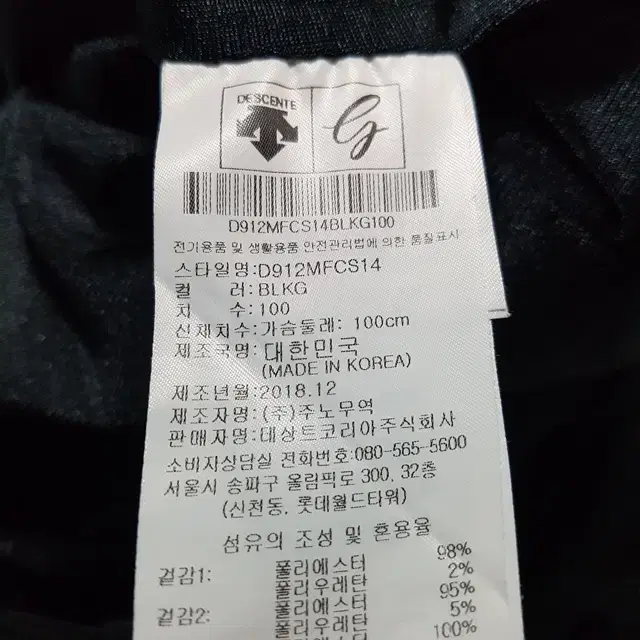 DESCENTE
D912MFCS14BLKG100
전기용품 및 생활용품 안전관리법에 의한 품질표시
스타일명:D912MFCS14
컬 러:BLKG
치 수:100
신체치수:가슴둘레: 100cm
제조국명:대한민국
(MADE IN KOREA)
제조년월:2018.12
제조자명:(주)주노무역
판매자명:데상트코리아주식회사
소비자상담실 전화번호:080-565-5600
서울시 송파구 올림픽로 300, 32층
(신천동, 롯데월드타워)
섬유의 조성 및 혼용율
겉감1: 폴리에스터 98%
폴리우레탄 2%
겉감2: 폴리에스터 95%
폴리우레탄 5%
100%